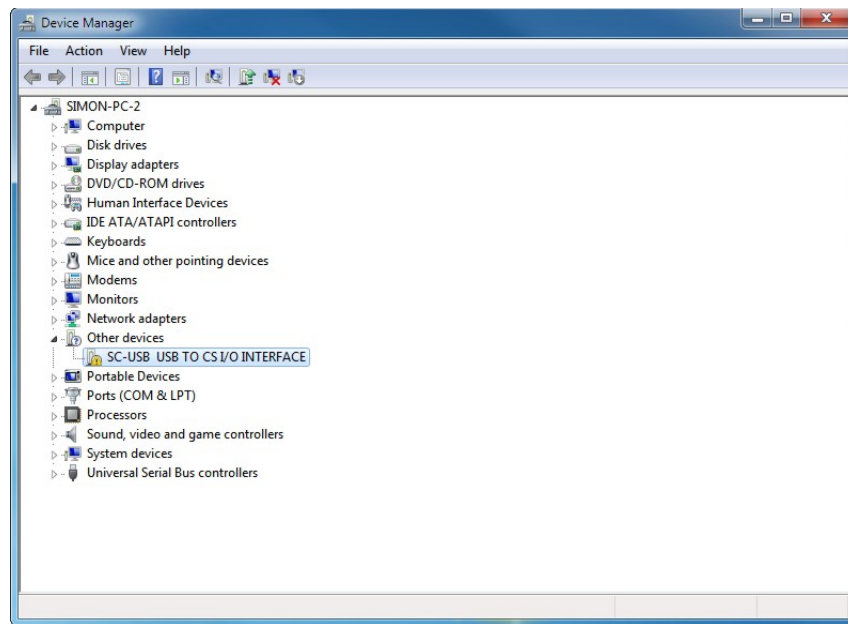 Device Manager
File Action View Help
SIMON-PC-2
Computer
Disk drives
Display adapters
DVD/CD-ROM drives
Human Interface Devices
IDE ATA/ATAPI controllers
Keyboards
Mice and other pointing devices
Modems
Monitors
Network adapters
Other devices
SC-USB USB TO CS I/O INTERFACE
Portable Devices
Ports (COM & LPT)
Processors
Sound, video and game controllers
System devices
Universal Serial Bus controllers